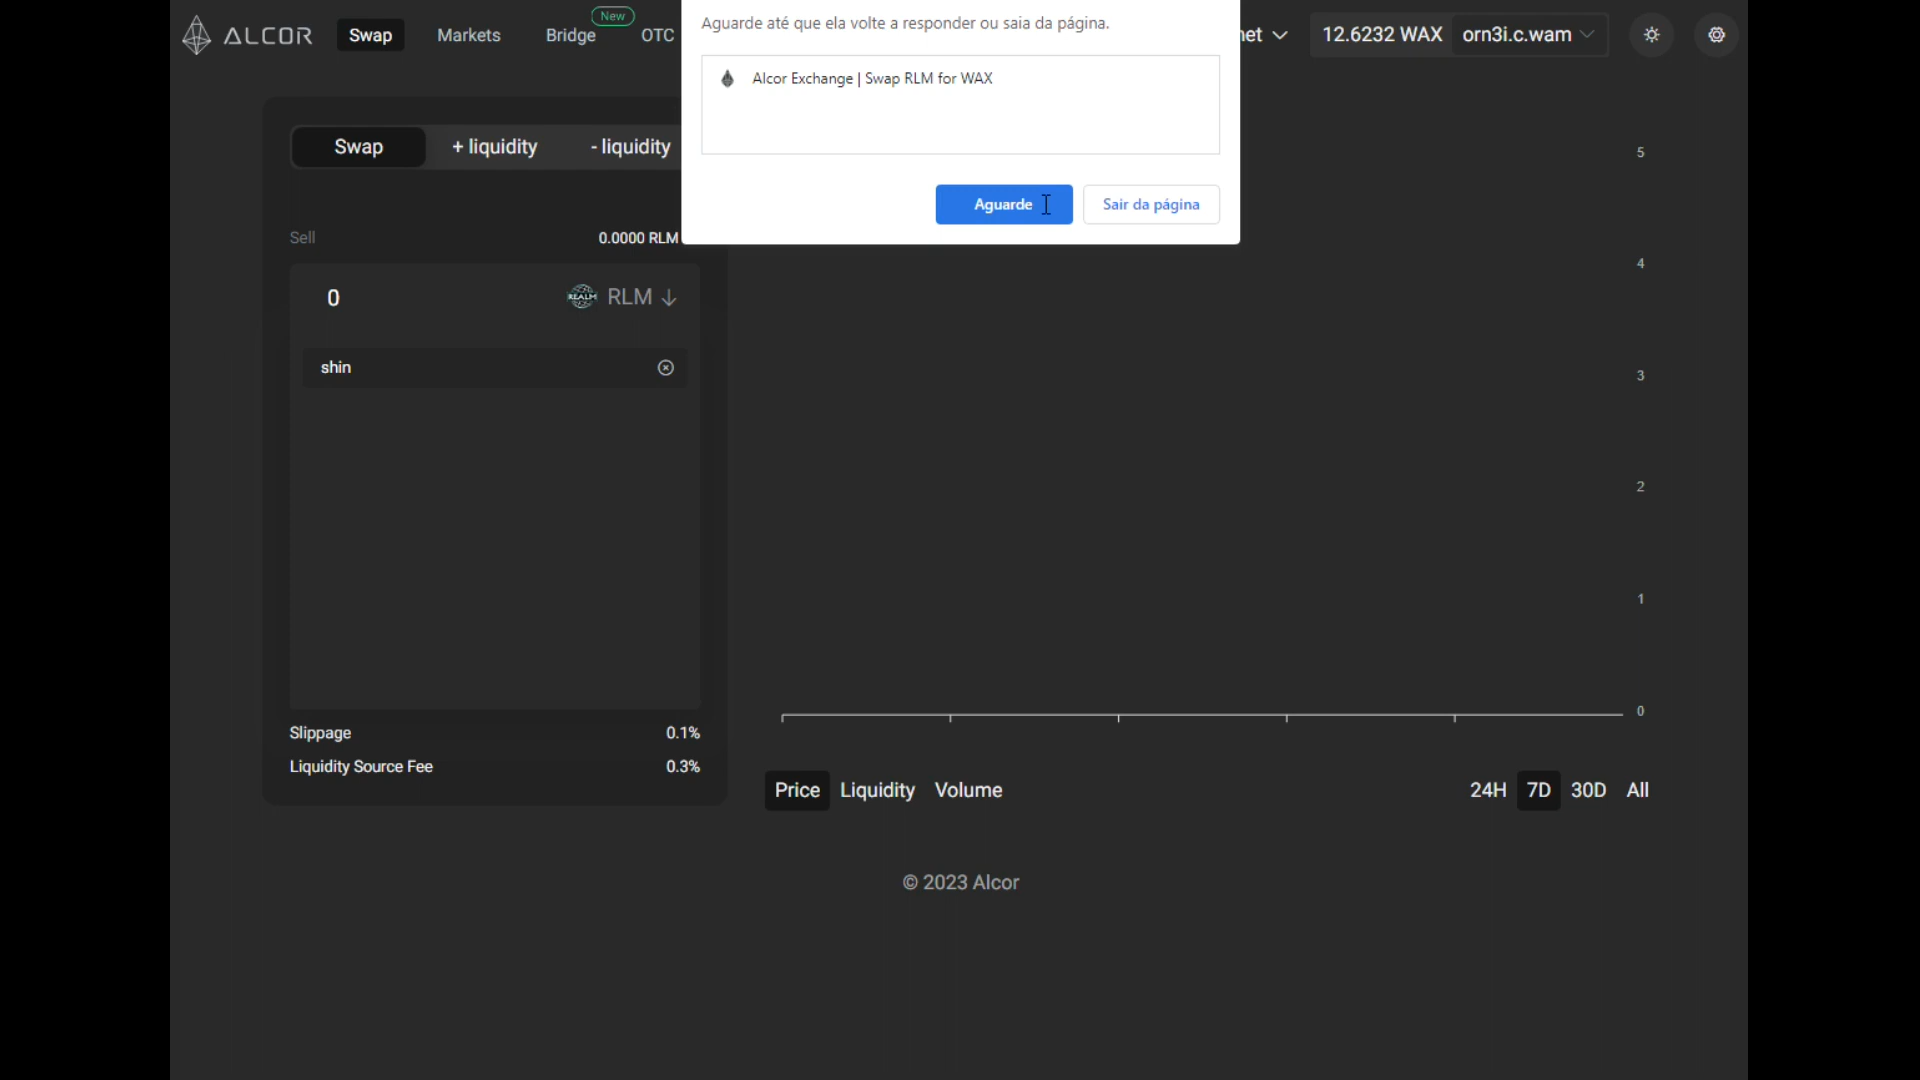 ALCOR
Swap
Markets
Bridge
New
OTC
Aguarde até que ela volte a responder ou saia da página.
Alcor Exchange | Swap RLM for WAX
Aguarde
Sair da página
12.6232 WAX
orn3i.c.wam
Swap
+ liquidity
- liquidity
Sell
0.0000 RLM
0
REALM
RLM
shin
Slippage
0.1%
Liquidity Source Fee
0.3%
5
4
3
2
1
0
Price
Liquidity
Volume
24H
7D
30D
All
© 2023 Alcor